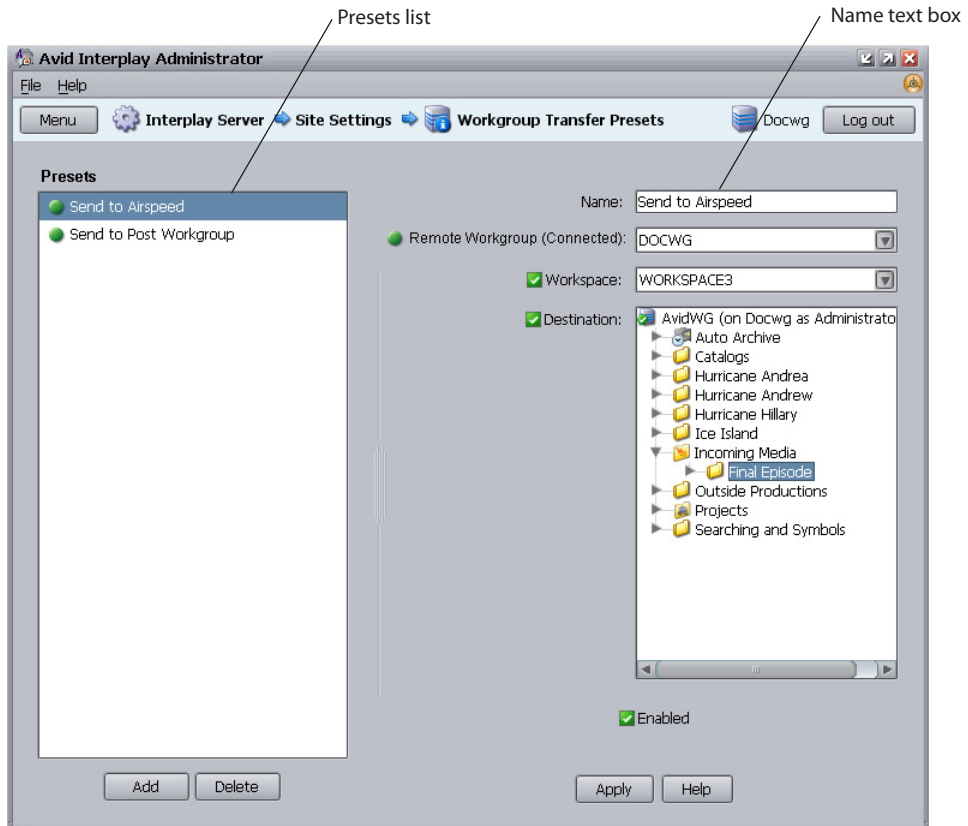 Presets list
Name text box
Avid Interplay Administrator
File Help
Menu Interplay Server Site Settings Workgroup Transfer Presets Docwg Log out
Presets
Send to Airspeed
Send to Post Workgroup
Name: Send to Airspeed
Remote Workgroup (Connected): DOCWG
Workspace: WORKSPACE3
Destination: AvidWG (on Docwg as Administrato
Auto Archive
Catalogs
Hurricane Andrea
Hurricane Andrew
Hurricane Hillary
Ice Island
Incoming Media
Final Episode
Outside Productions
Projects
Searching and Symbols
Enabled
Add Delete
Apply Help